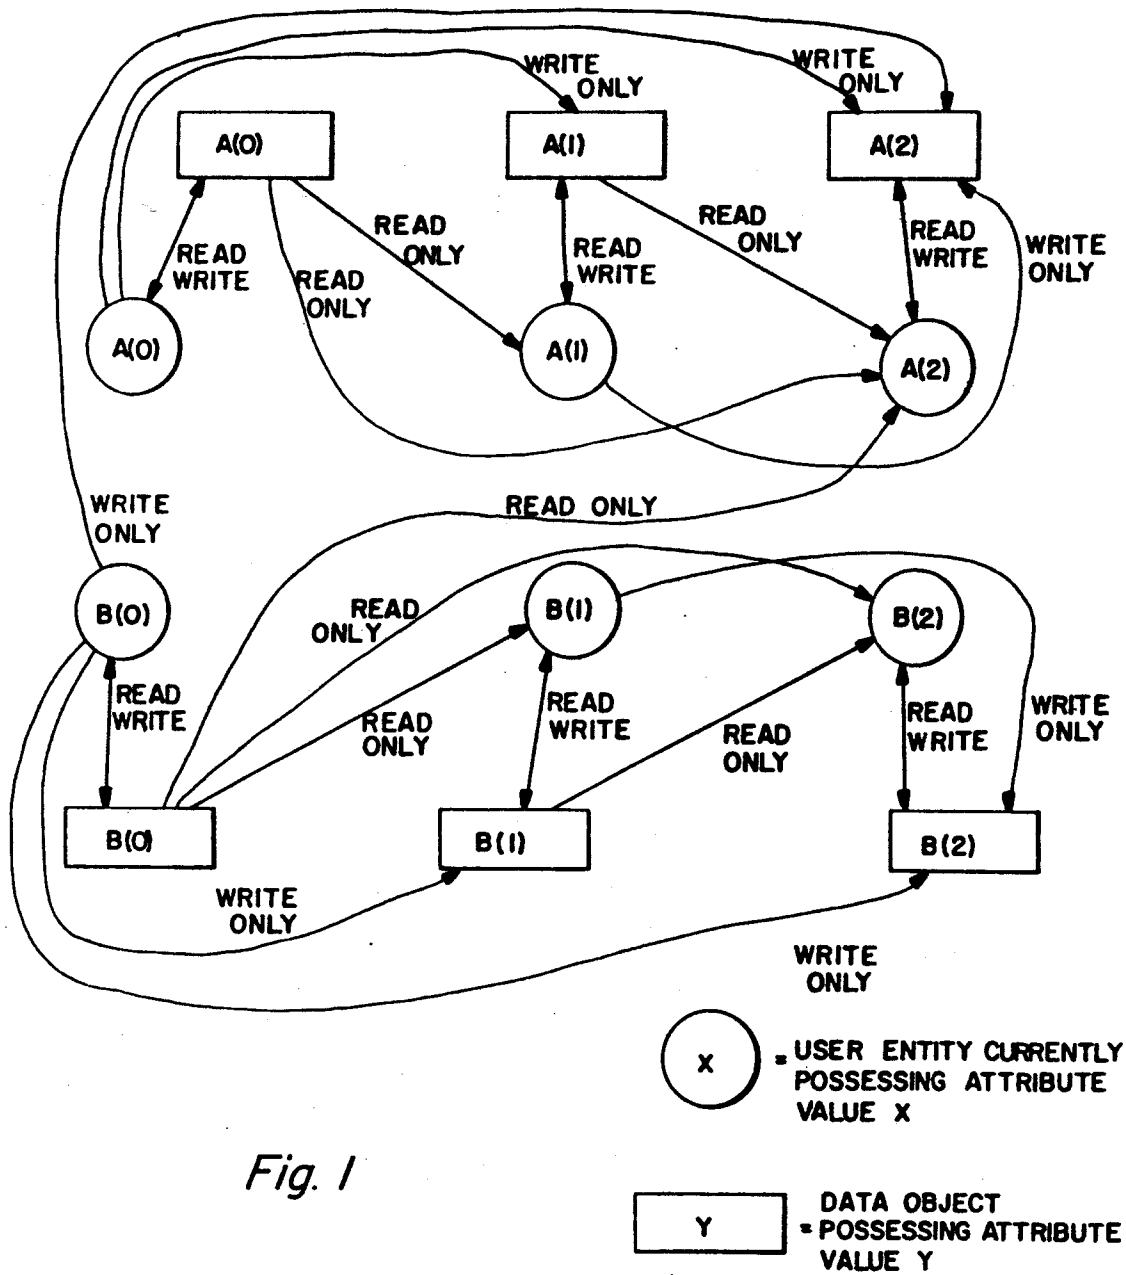 WRITE
ONLY
WRITE
ONLY
A(0)
A(1)
A(2)
READ
WRITE
READ
ONLY
READ
ONLY
READ
WRITE
READ
ONLY
READ
WRITE
WRITE
ONLY
A(0)
A(1)
A(2)
WRITE
ONLY
READ ONLY
B(0)
READ
ONLY
B(1)
B(2)
READ
WRITE
READ
ONLY
READ
WRITE
READ
ONLY
READ
WRITE
WRITE
ONLY
B(0)
B(1)
B(2)
WRITE
ONLY
WRITE
ONLY
X
= USER ENTITY CURRENTLY
POSSESSING ATTRIBUTE
VALUE X
Fig. 1
Y
DATA OBJECT
= POSSESSING ATTRIBUTE
VALUE Y